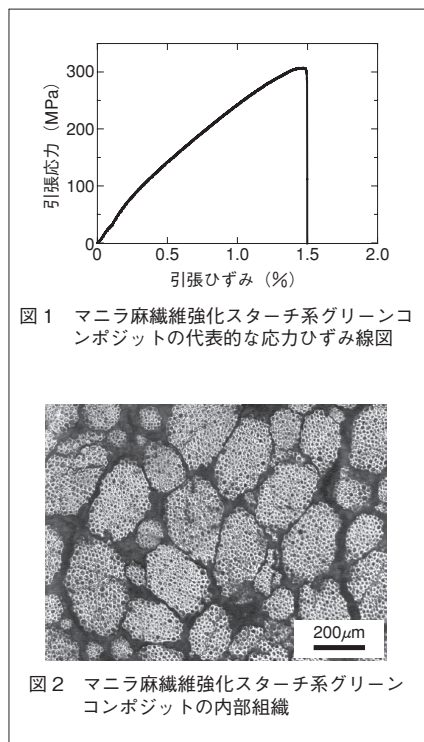 300
200
100
0
引張応力（MPa）
0 0.5 1.0 1.5 2.0
引張ひずみ（％）
図1 マニラ麻繊維強化スターチ系グリーンコ
ンポジットの代表的な応力ひずみ線図
200μm
図2 マニラ麻繊維強化スターチ系グリーン
コンポジットの内部組織